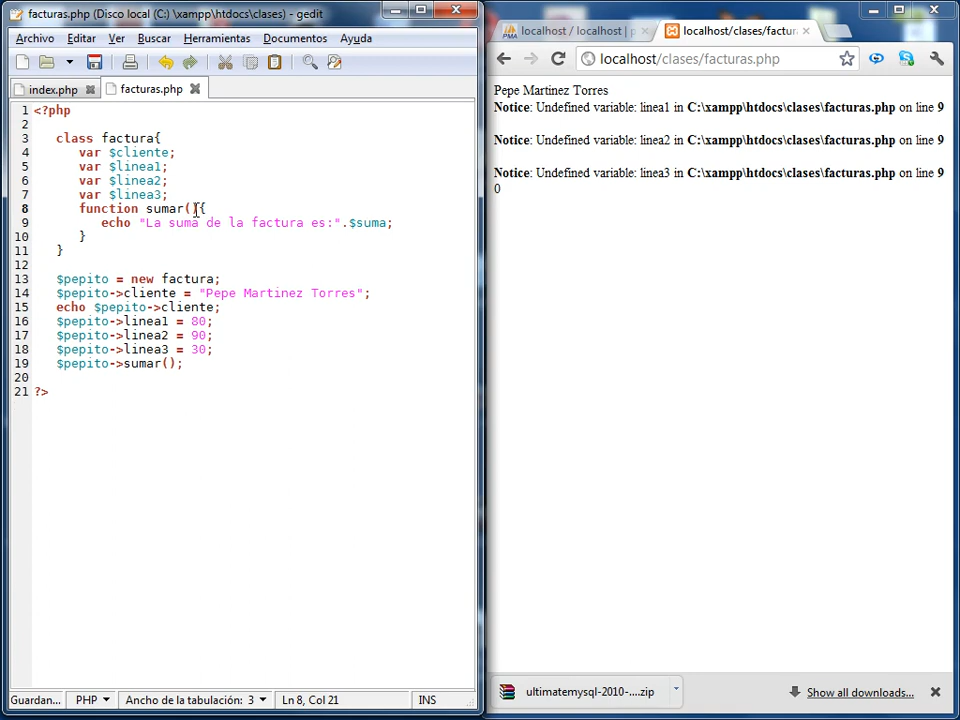 facturas.php (Disco local (C:) \xampp\htdocs\clases) - gedit
Archivo Editar Ver Buscar Herramientas Documentos Ayuda
index.php facturas.php
1 <?php
2
3 class factura{
4 var $cliente;
5 var $linea1;
6 var $linea2;
7 var $linea3;
8 function sumar(){
9 echo "La suma de la factura es:".$suma;
10 }
11 }
12
13 $pepito = new factura;
14 $pepito->cliente = "Pepe Martinez Torres";
15 echo $pepito->cliente;
16 $pepito->linea1 = 80;
17 $pepito->linea2 = 90;
18 $pepito->linea3 = 30;
19 $pepito->sumar();
20
21 ?>
Guardan... PHP Ancho de la tabulación: 3 Ln 8, Col 21 INS
localhost / localhost | p localhost/clases/factur
localhost/clases/facturas.php
Pepe Martinez Torres
Notice: Undefined variable: linea1 in C:\xampp\htdocs\clases\facturas.php on line 9
Notice: Undefined variable: linea2 in C:\xampp\htdocs\clases\facturas.php on line 9
Notice: Undefined variable: linea3 in C:\xampp\htdocs\clases\facturas.php on line 9
0
ultimatemysql-2010-....zip Show all downloads...